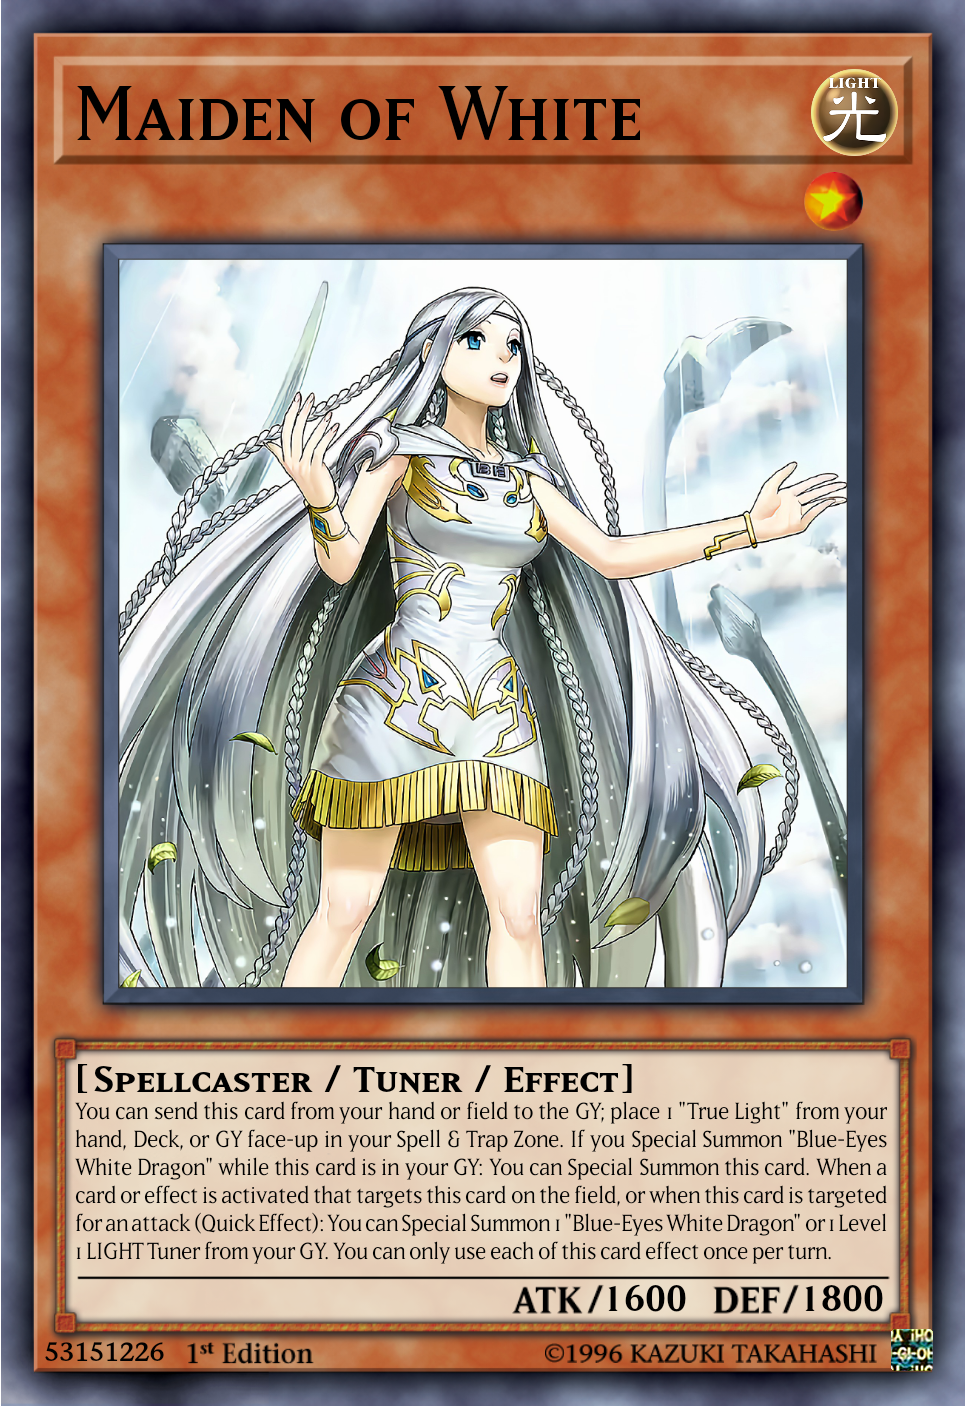 Maiden of White
LIGHT
光
BE
[Spellcaster / Tuner / Effect]
You can send this card from your hand or field to the GY; place 1 "True Light" from your
hand, Deck, or GY face-up in your Spell & Trap Zone. If you Special Summon "Blue-Eyes
White Dragon" while this card is in your GY: You can Special Summon this card. When a
card or effect is activated that targets this card on the field, or when this card is targeted
for an attack (Quick Effect): You can Special Summon 1 "Blue-Eyes White Dragon" or 1 Level
1 LIGHT Tuner from your GY. You can only use each of this card effect once per turn.
ATK/1600 DEF/1800
53151226 1st Edition ©1996 KAZUKI TAKAHASHI